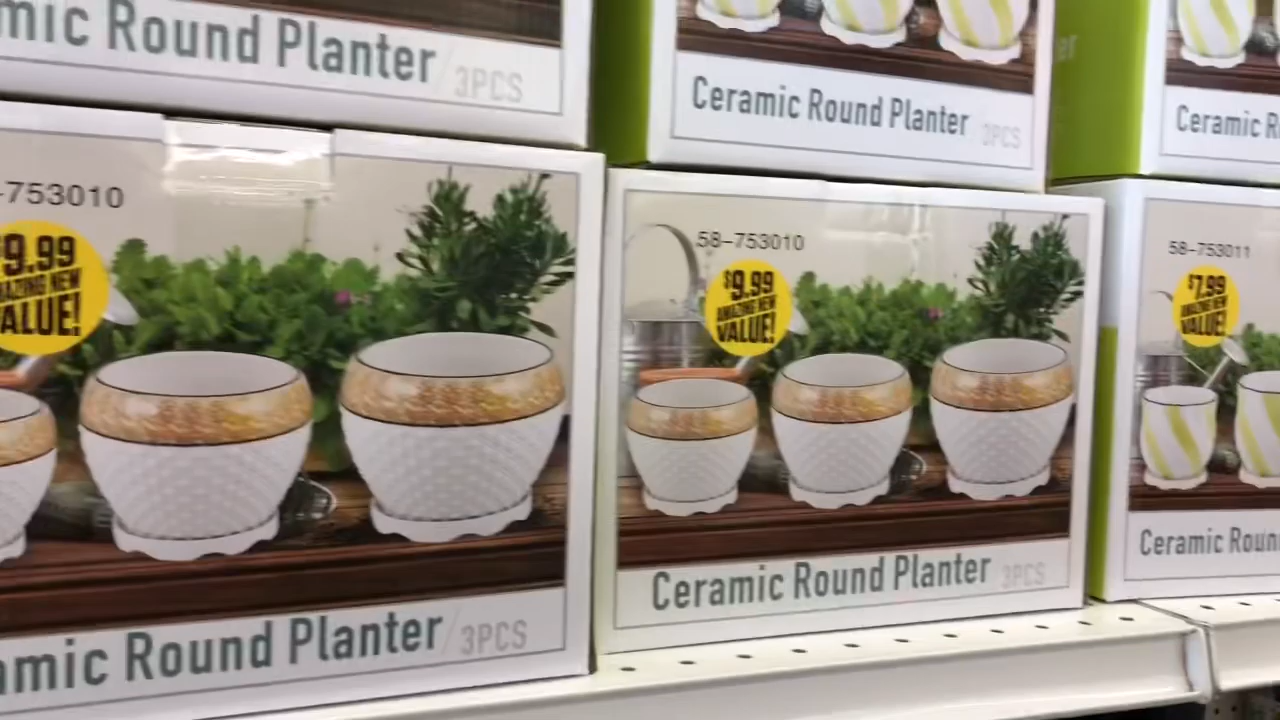 mic Round Planter / 3PCS
Ceramic Round Planter 3PCS
Ceramic R
-753010
$9.99
AMAZING NEW
VALUE!
amic Round Planter / 3PCS
58-753010
$9.99
AMAZING NEW
VALUE!
Ceramic Round Planter 3PCS
58-753011
$7.99
AMAZING NEW
VALUE!
Ceramic Roun